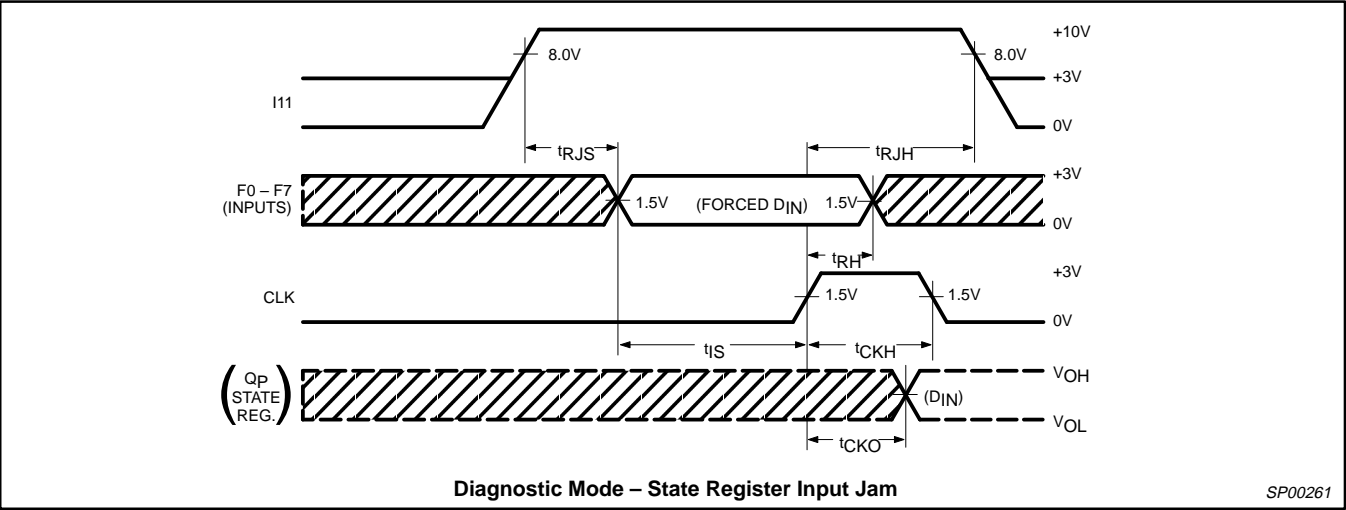 +10V
8.0V
8.0V
+3V
I11
0V
tRJS
tRJH
+3V
F0 – F7
(INPUTS)
1.5V
(FORCED DIN)
1.5V
0V
tRH
+3V
CLK
1.5V
1.5V
0V
tIS
tCKH
QP
STATE
REG.
VOH
(DIN)
VOL
tCKO
Diagnostic Mode – State Register Input Jam
SP00261